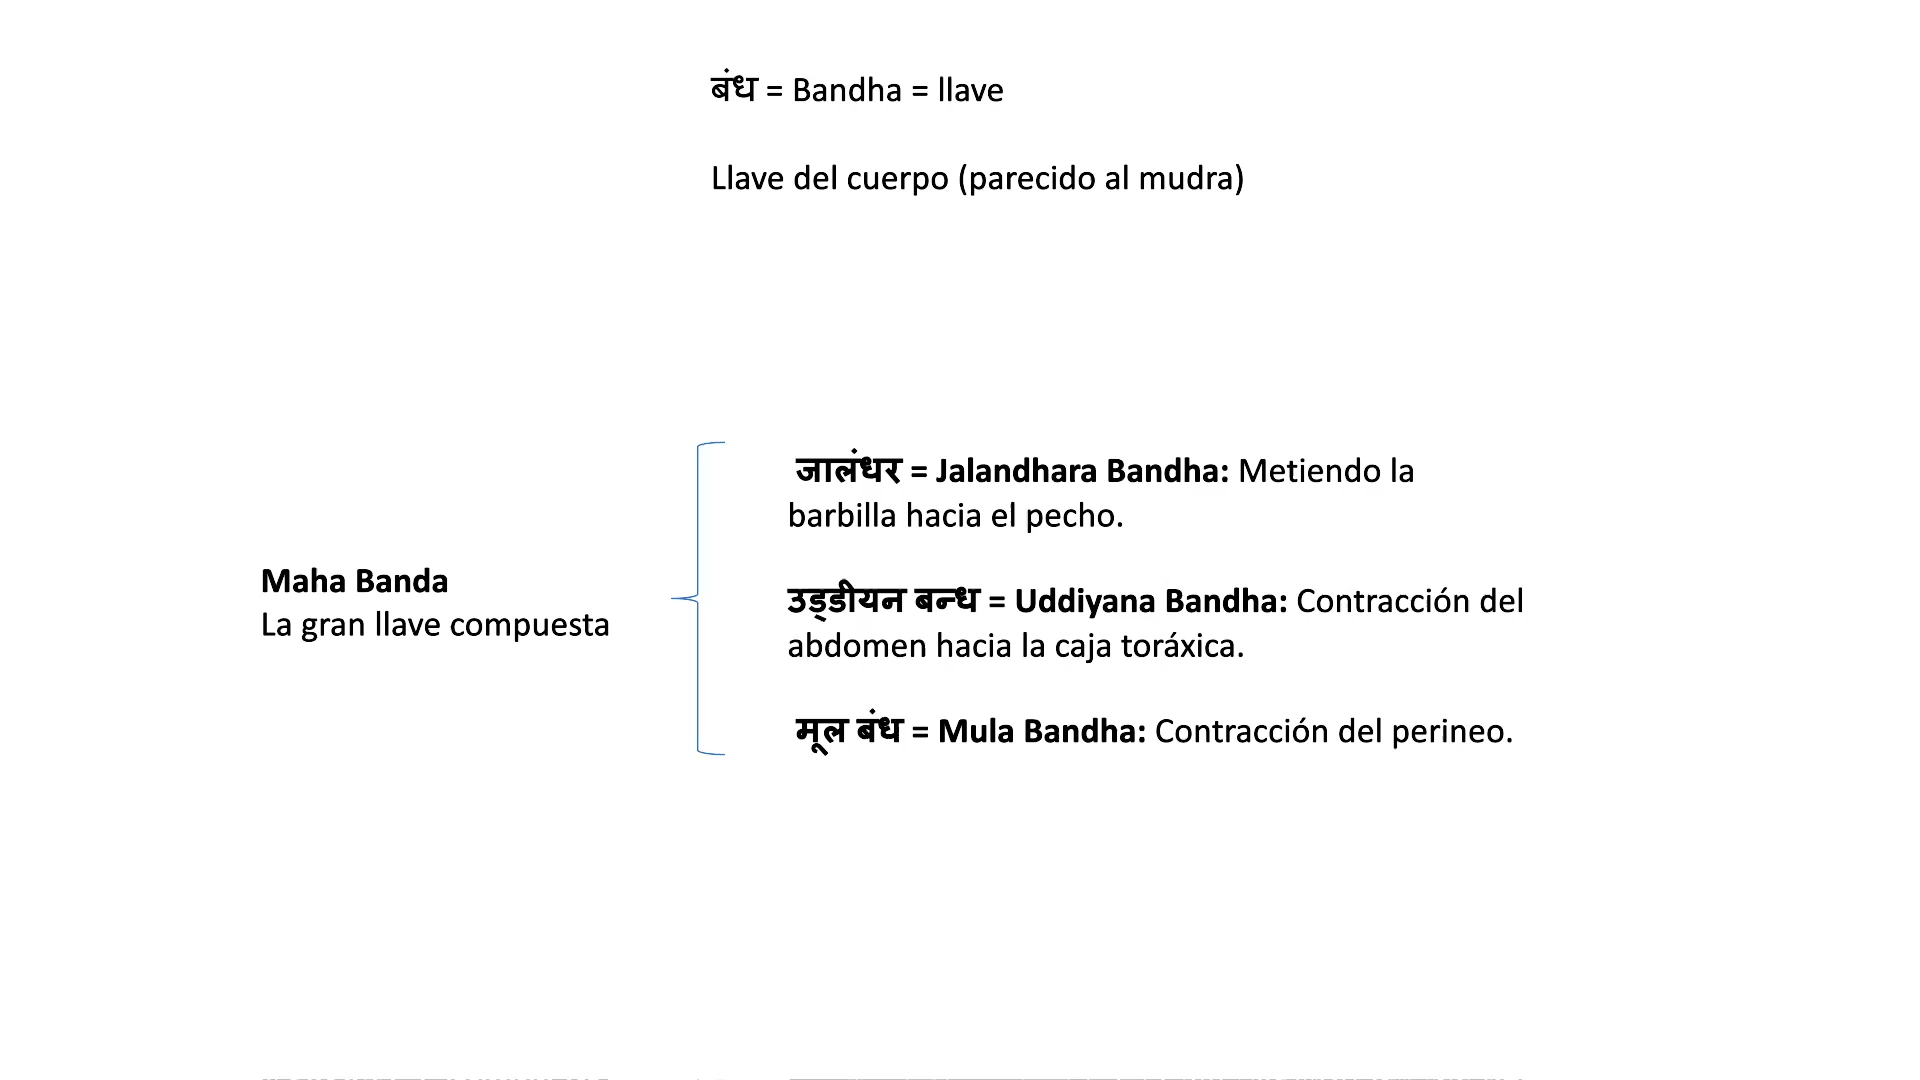 बंध = Bandha = llave
Llave del cuerpo (parecido al mudra)
Maha Banda
La gran llave compuesta
जालंधर = Jalandhara Bandha: Metiendo la
barbilla hacia el pecho.
उड्डीयन बन्ध = Uddiyana Bandha: Contracción del
abdomen hacia la caja toráxica.
मूल बंध = Mula Bandha: Contracción del perineo.